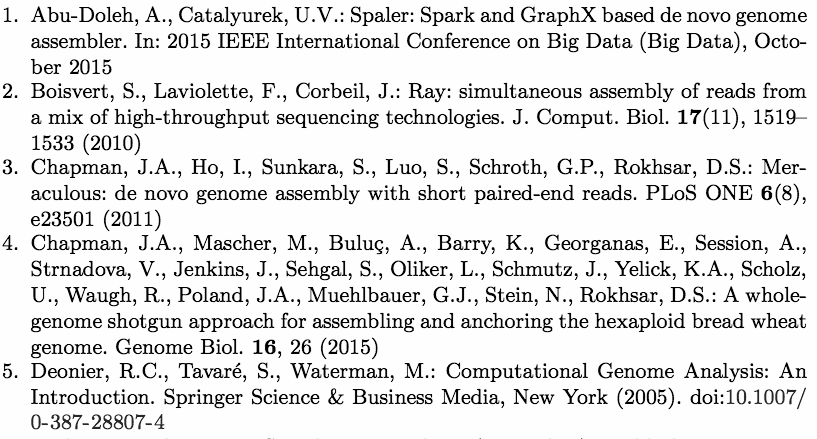 1. Abu-Doleh, A., Catalyurek, U.V.: Spaler: Spark and GraphX based de novo genome
assembler. In: 2015 IEEE International Conference on Big Data (Big Data), Octo-
ber 2015
2. Boisvert, S., Laviolette, F., Corbeil, J.: Ray: simultaneous assembly of reads from
a mix of high-throughput sequencing technologies. J. Comput. Biol. 17(11), 1519–
1533 (2010)
3. Chapman, J.A., Ho, I., Sunkara, S., Luo, S., Schroth, G.P., Rokhsar, D.S.: Mer-
aculous: de novo genome assembly with short paired-end reads. PLoS ONE 6(8),
e23501 (2011)
4. Chapman, J.A., Mascher, M., Buluç, A., Barry, K., Georganas, E., Session, A.,
Strnadova, V., Jenkins, J., Sehgal, S., Oliker, L., Schmutz, J., Yelick, K.A., Scholz,
U., Waugh, R., Poland, J.A., Muehlbauer, G.J., Stein, N., Rokhsar, D.S.: A whole-
genome shotgun approach for assembling and anchoring the hexaploid bread wheat
genome. Genome Biol. 16, 26 (2015)
5. Deonier, R.C., Tavaré, S., Waterman, M.: Computational Genome Analysis: An
Introduction. Springer Science & Business Media, New York (2005). doi:10.1007/
0-387-28807-4